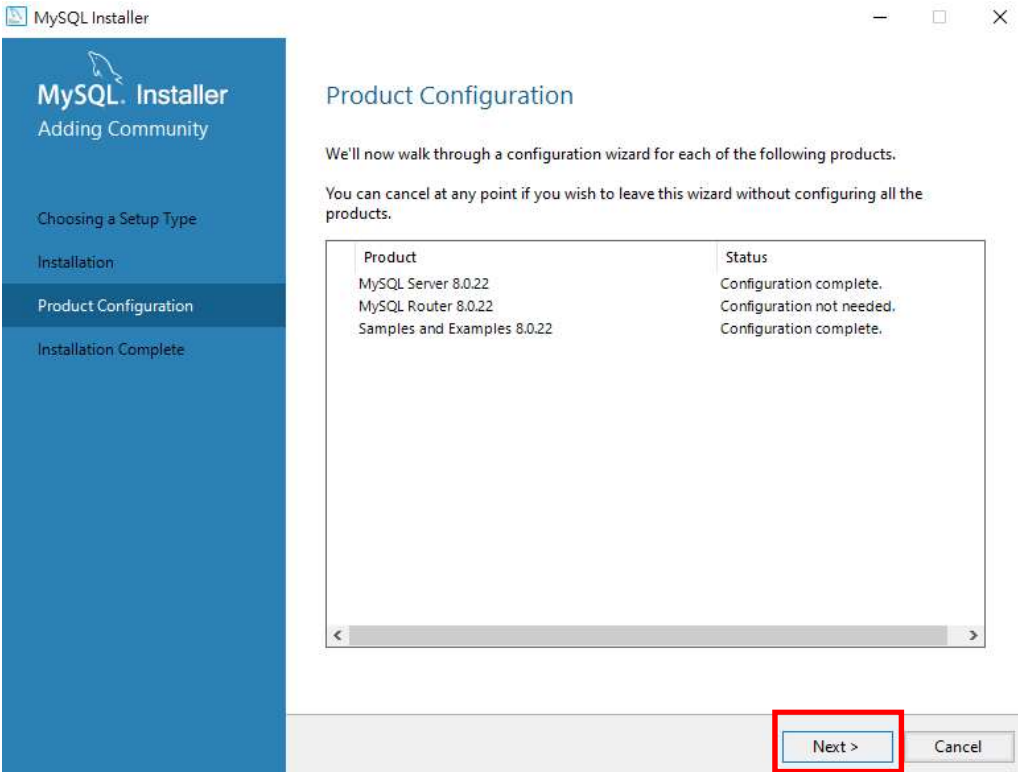 MySQL Installer
MySQL. Installer
Adding Community
Choosing a Setup Type
Installation
Product Configuration
Installation Complete
Product Configuration
We'll now walk through a configuration wizard for each of the following products.
You can cancel at any point if you wish to leave this wizard without configuring all the
products.
Product Status
MySQL Server 8.0.22 Configuration complete.
MySQL Router 8.0.22 Configuration not needed.
Samples and Examples 8.0.22 Configuration complete.
Next > Cancel